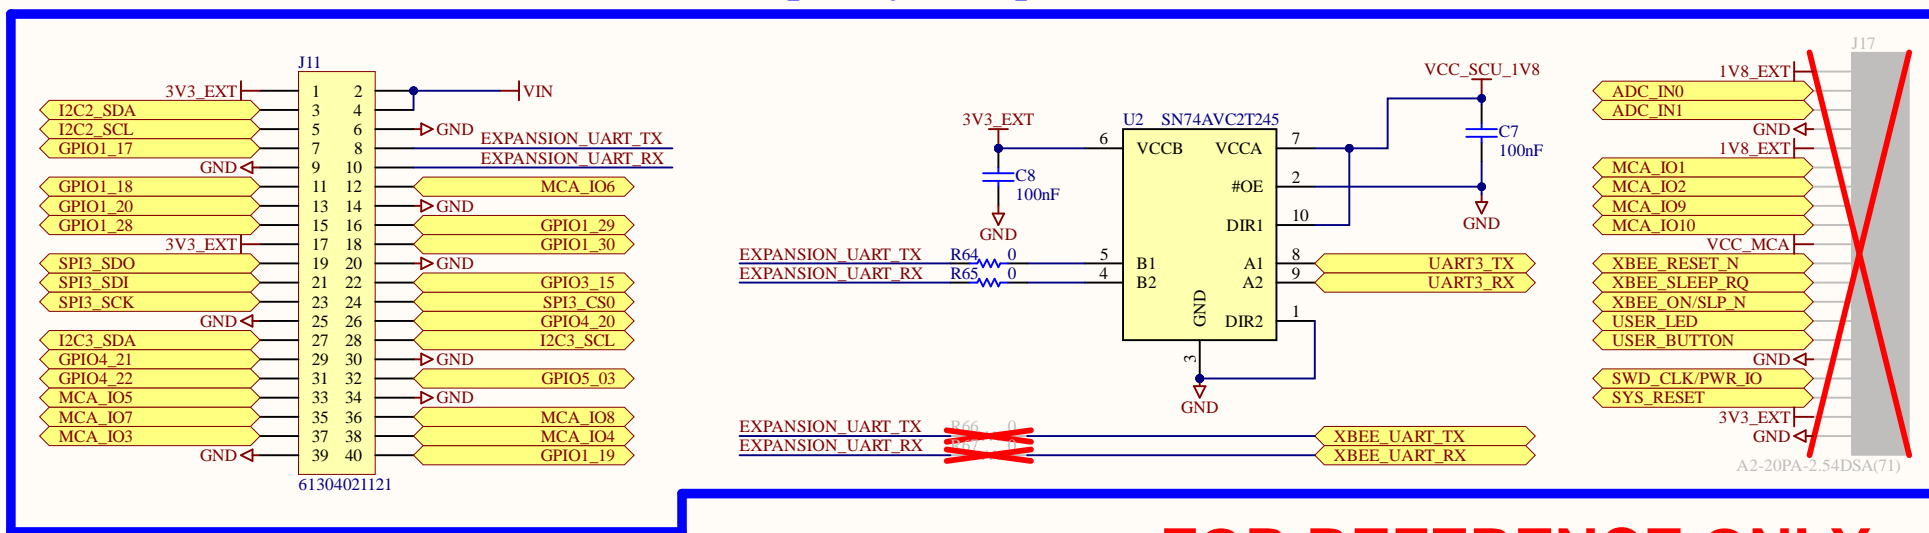 J11
3V3_EXT 1 2 VIN
I2C2_SDA 3 4
I2C2_SCL 5 6 GND
GPIO1_17 7 8 EXPANSION_UART_TX
GND 9 10 EXPANSION_UART_RX
GPIO1_18 11 12 MCA_IO6
GPIO1_20 13 14 GND
GPIO1_28 15 16 GPIO1_29
3V3_EXT 17 18 GPIO1_30
SPI3_SDO 19 20 GND
SPI3_SDI 21 22 GPIO3_15
SPI3_SCK 23 24 SPI3_CS0
GND 25 26 GPIO4_20
I2C3_SDA 27 28 I2C3_SCL
GPIO4_21 29 30 GND
GPIO4_22 31 32 GPIO5_03
MCA_IO5 33 34 GND
MCA_IO7 35 36 MCA_IO8
MCA_IO3 37 38 MCA_IO4
GND 39 40 GPIO1_19
61304021121
VCC_SCU_1V8
3V3_EXT
U2 SN74AVC2T245
C7
100nF
6 VCCB VCCA 7
C8
100nF
#OE 2
GND
GND
DIR1 10
EXPANSION_UART_TX R64 0 5 B1 A1 8 UART3_TX
EXPANSION_UART_RX R65 0 4 B2 A2 9 UART3_RX
GND DIR2 1
3
GND
EXPANSION_UART_TX R66 0 XBEE_UART_TX
EXPANSION_UART_RX XBEE_UART_RX
J17
1V8_EXT
ADC_IN0
ADC_IN1
GND
1V8_EXT
MCA_IO1
MCA_IO2
MCA_IO9
MCA_IO10
VCC_MCA
XBEE_RESET_N
XBEE_SLEEP_RQ
XBEE_ON/SLP_N
USER_LED
USER_BUTTON
GND
SWD_CLK/PWR_IO
SYS_RESET
3V3_EXT
GND
A2-20PA-2.54DSA(71)
FOR REFERENCE ONLY